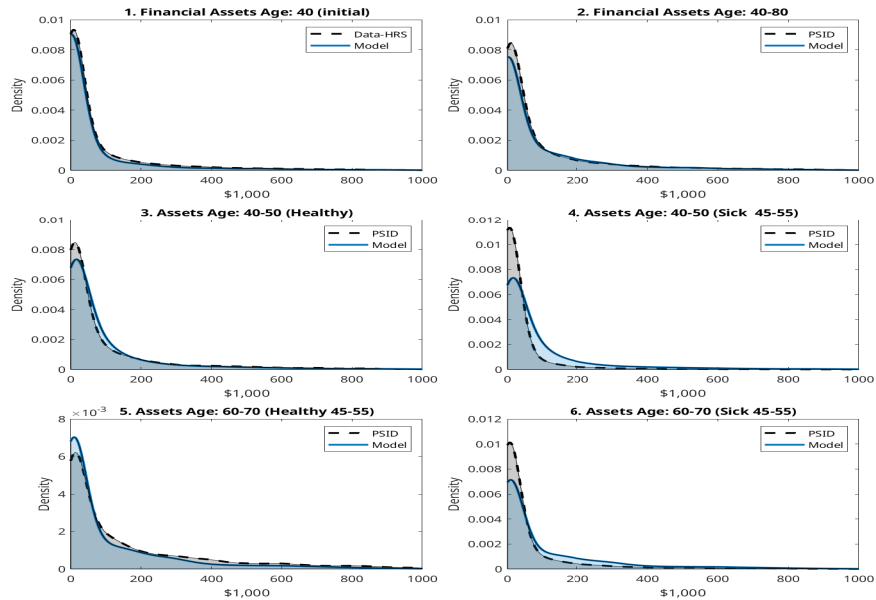 1. Financial Assets Age: 40 (initial)
0.01
0.008
0.006
0.004
0.002
0
Density
Data-HRS
Model
0 200 400 600 800 1000
$1,000
2. Financial Assets Age: 40-80
0.01
0.008
0.006
0.004
0.002
0
Density
PSID
Model
0 200 400 600 800 1000
$1,000
3. Assets Age: 40-50 (Healthy)
0.01
0.008
0.006
0.004
0.002
0
Density
PSID
Model
0 200 400 600 800 1000
$1,000
4. Assets Age: 40-50 (Sick 45-55)
0.012
0.01
0.008
0.006
0.004
0.002
0
Density
PSID
Model
0 200 400 600 800 1000
$1,000
5. Assets Age: 60-70 (Healthy 45-55)
×10⁻³
8
6
4
2
0
Density
PSID
Model
0 200 400 600 800 1000
$1,000
6. Assets Age: 60-70 (Sick 45-55)
0.012
0.01
0.008
0.006
0.004
0.002
0
Density
PSID
Model
0 200 400 600 800 1000
$1,000